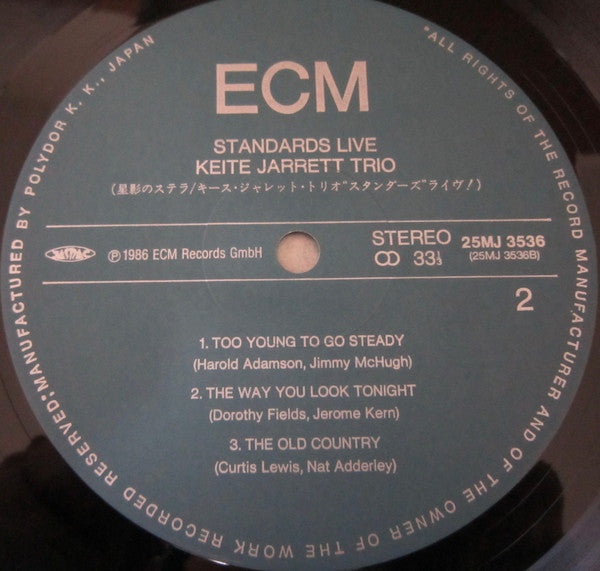 ECM
STANDARDS LIVE
KEITE JARRETT TRIO
(星影のステラ/キース・ジャレット・トリオ"スタンダーズ"ライヴ!)
℗1986 ECM Records GmbH
STEREO
33⅓
25MJ 3536
(25MJ 3536B)
2
1. TOO YOUNG TO GO STEADY
(Harold Adamson, Jimmy McHugh)
2. THE WAY YOU LOOK TONIGHT
(Dorothy Fields, Jerome Kern)
3. THE OLD COUNTRY
(Curtis Lewis, Nat Adderley)
"ALL RIGHTS OF THE RECORD MANUFACTURER AND OF THE OWNER OF THE WORK RECORDED RESERVED:MANUFACTURED BY POLYDOR K. K., JAPAN